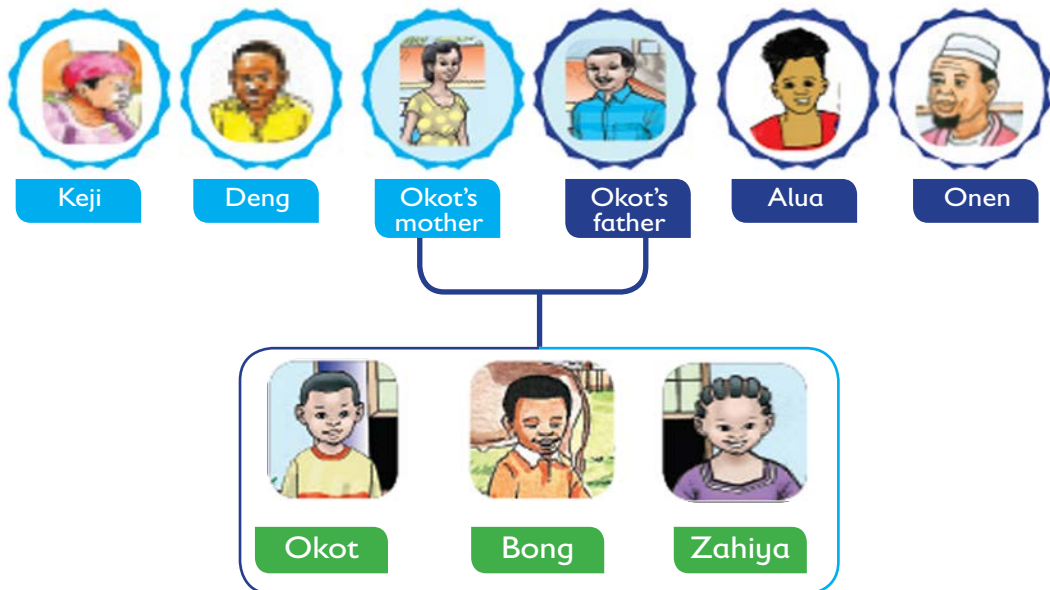 Keji
Deng
Okot's
mother
Okot's
father
Alua
Onen
Okot
Bong
Zahiya